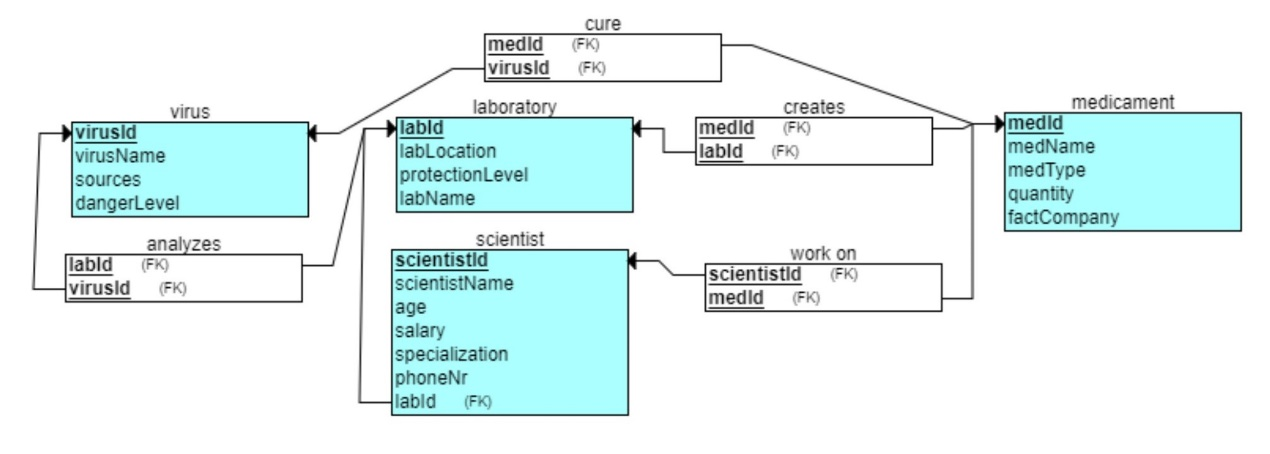 cure
medId (FK)
virusId (FK)
virus
virusId
virusName
sources
dangerLevel
laboratory
labId
labLocation
protectionLevel
labName
creates
medId (FK)
labId (FK)
medicament
medId
medName
medType
quantity
factCompany
analyzes
labId (FK)
virusId (FK)
scientist
scientistId
scientistName
age
salary
specialization
phoneNr
labId (FK)
work on
scientistId (FK)
medId (FK)